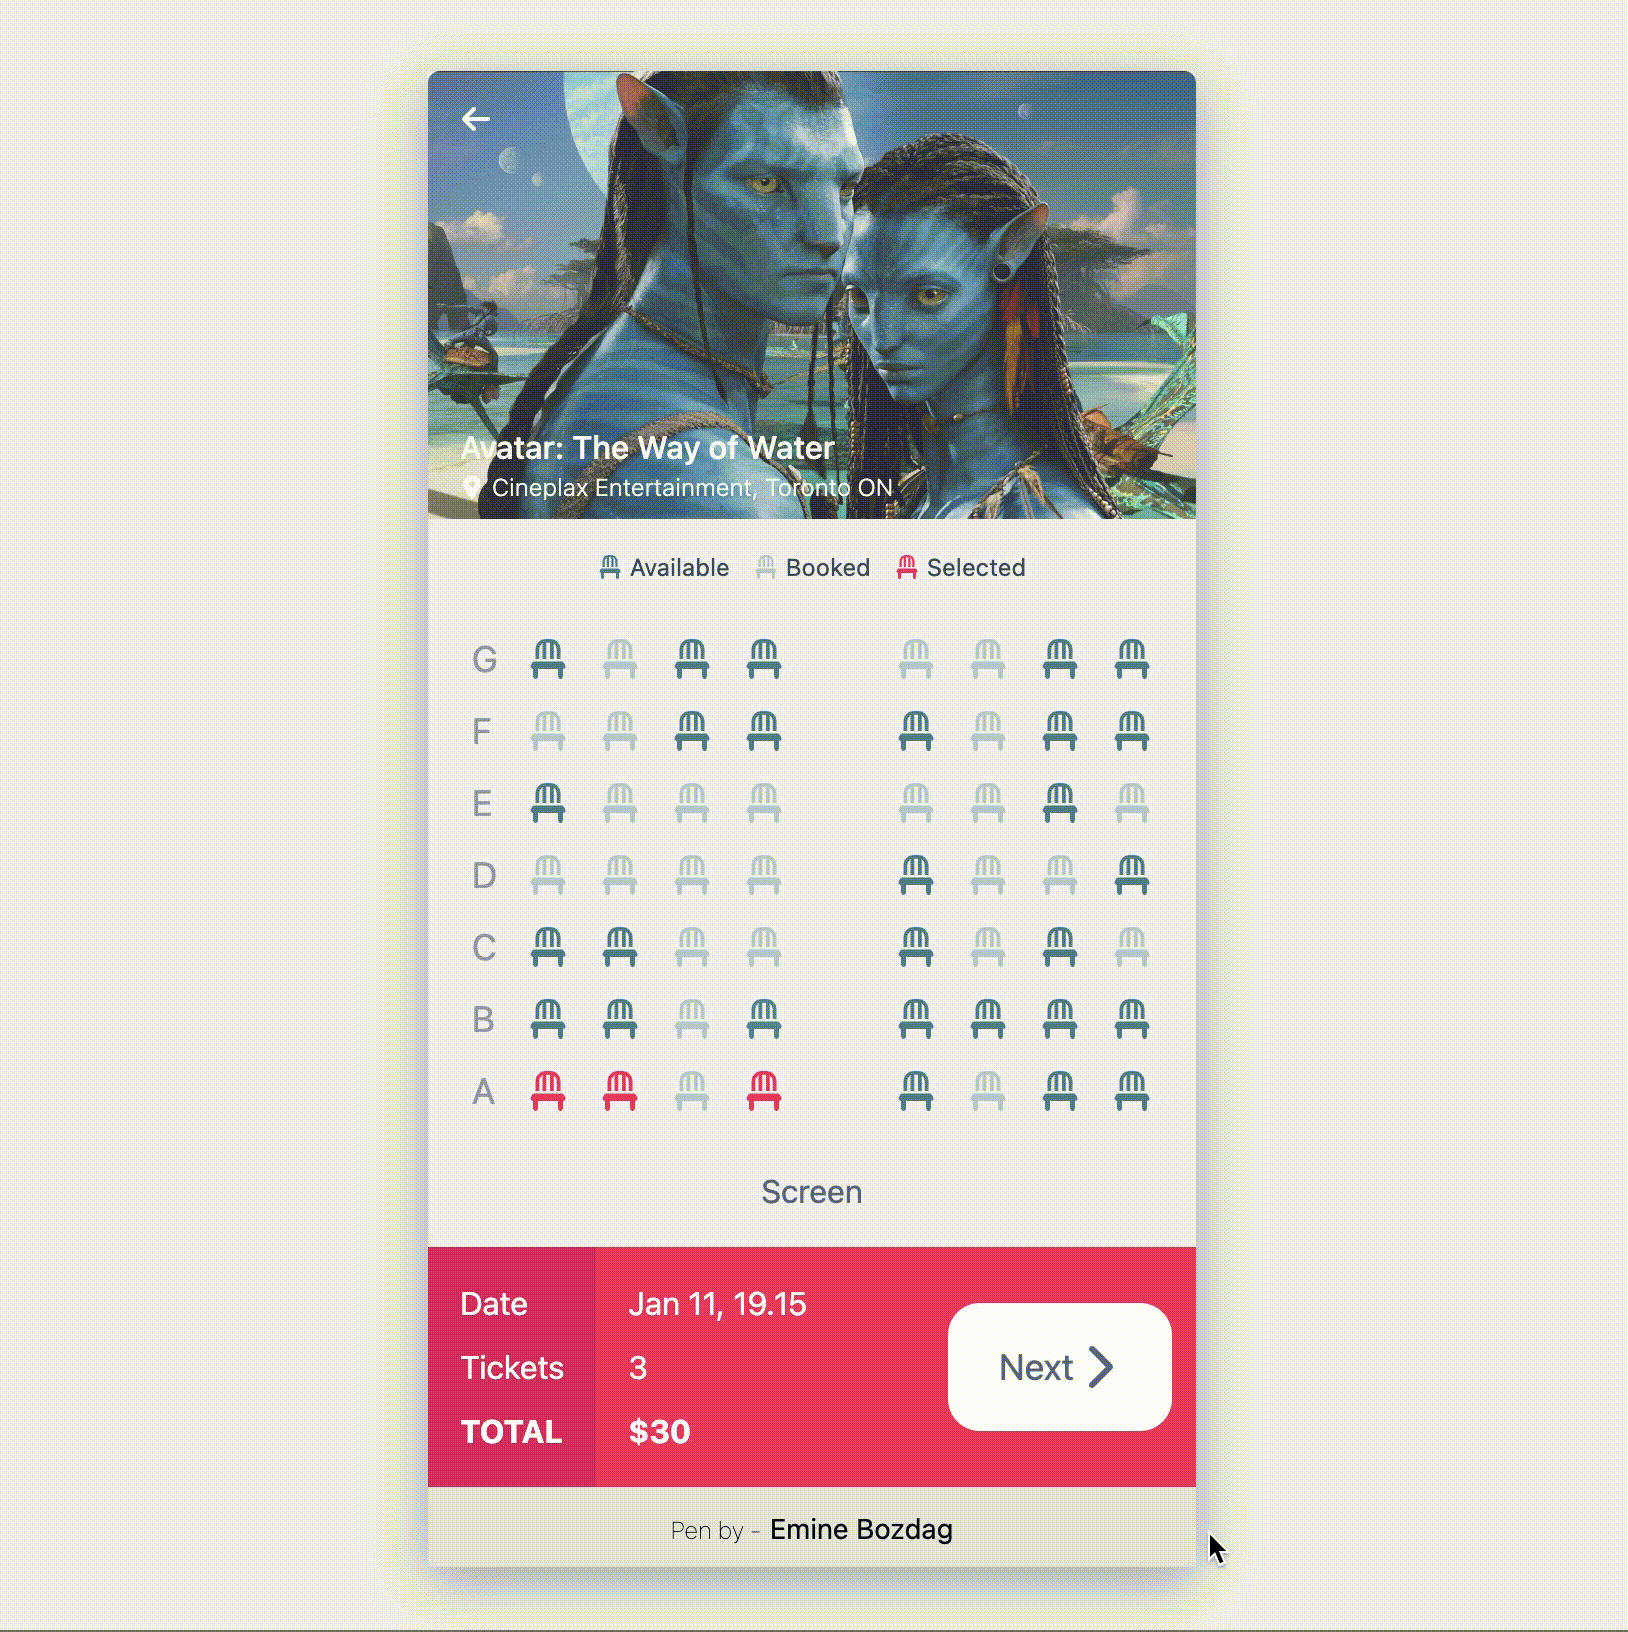 Avatar: The Way of Water
Cineplax Entertainment, Toronto ON
Available Booked Selected
G
F
E
D
C
B
A
Screen
Date Jan 11, 19.15
Tickets 3
TOTAL $30
Next
Pen by - Emine Bozdag